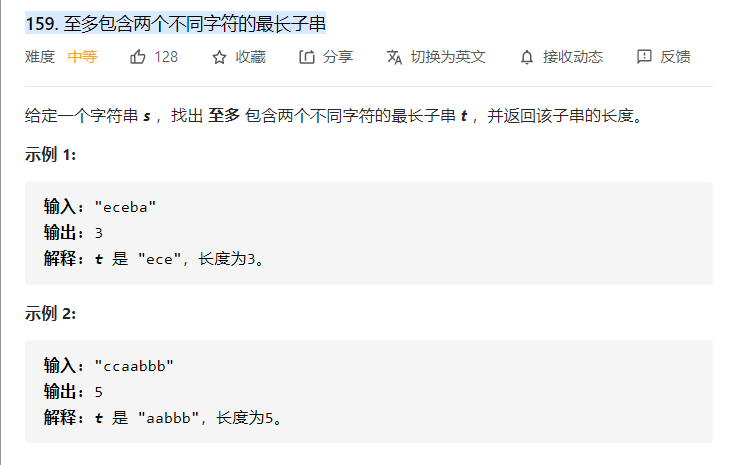 159. 至多包含两个不同字符的最长子串
难度 中等 128 收藏 分享 切换为英文 接收动态 反馈
给定一个字符串 s ，找出 至多 包含两个不同字符的最长子串 t ，并返回该子串的长度。
示例 1:
输入: "eceba"
输出: 3
解释: t 是 "ece"，长度为3。
示例 2:
输入: "ccaabbb"
输出: 5
解释: t 是 "aabbb"，长度为5。